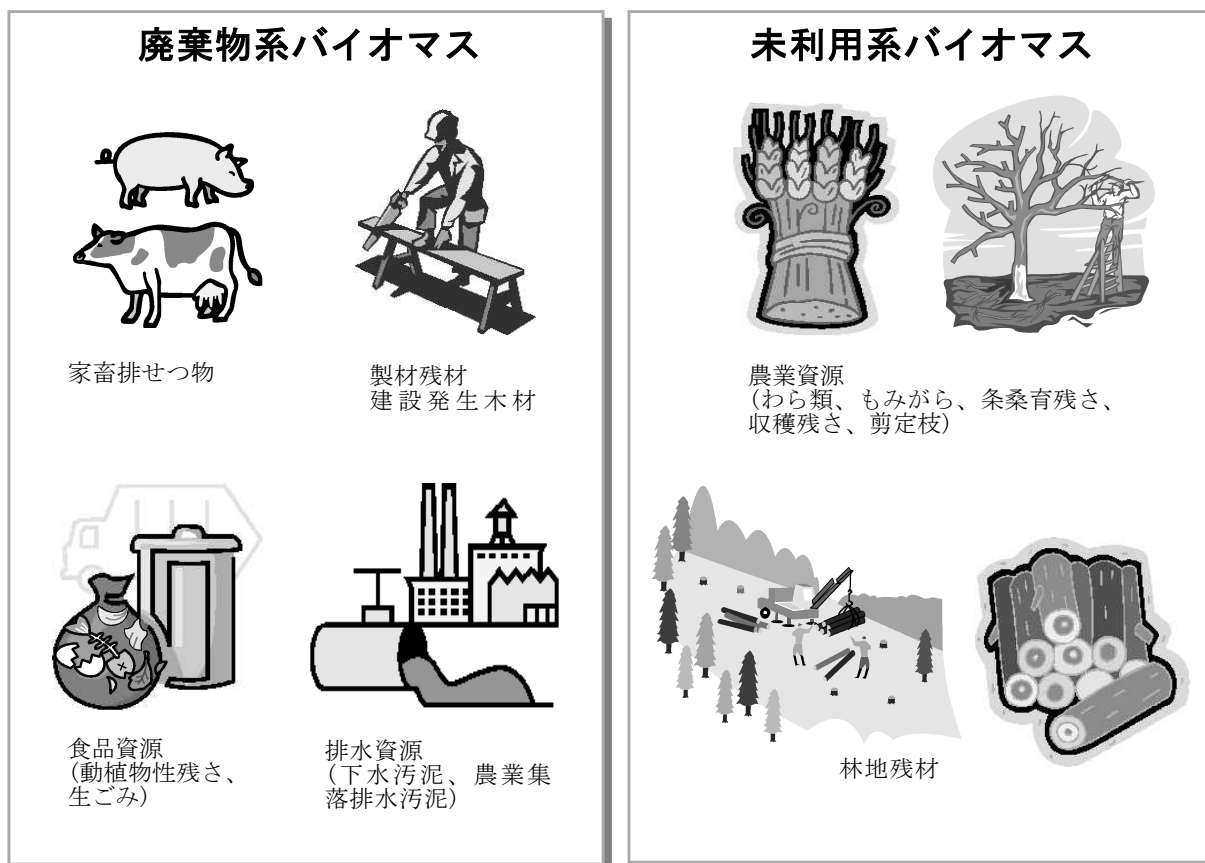 廃棄物系バイオマス
家畜排せつ物
製材残材
建設発生木材
食品資源
(動植物性残さ、
生ごみ)
排水資源
(下水汚泥、農業集
落排水汚泥)
未利用系バイオマス
農業資源
(わら類、もみがら、条桑育残さ、
収穫残さ、剪定枝)
林地残材